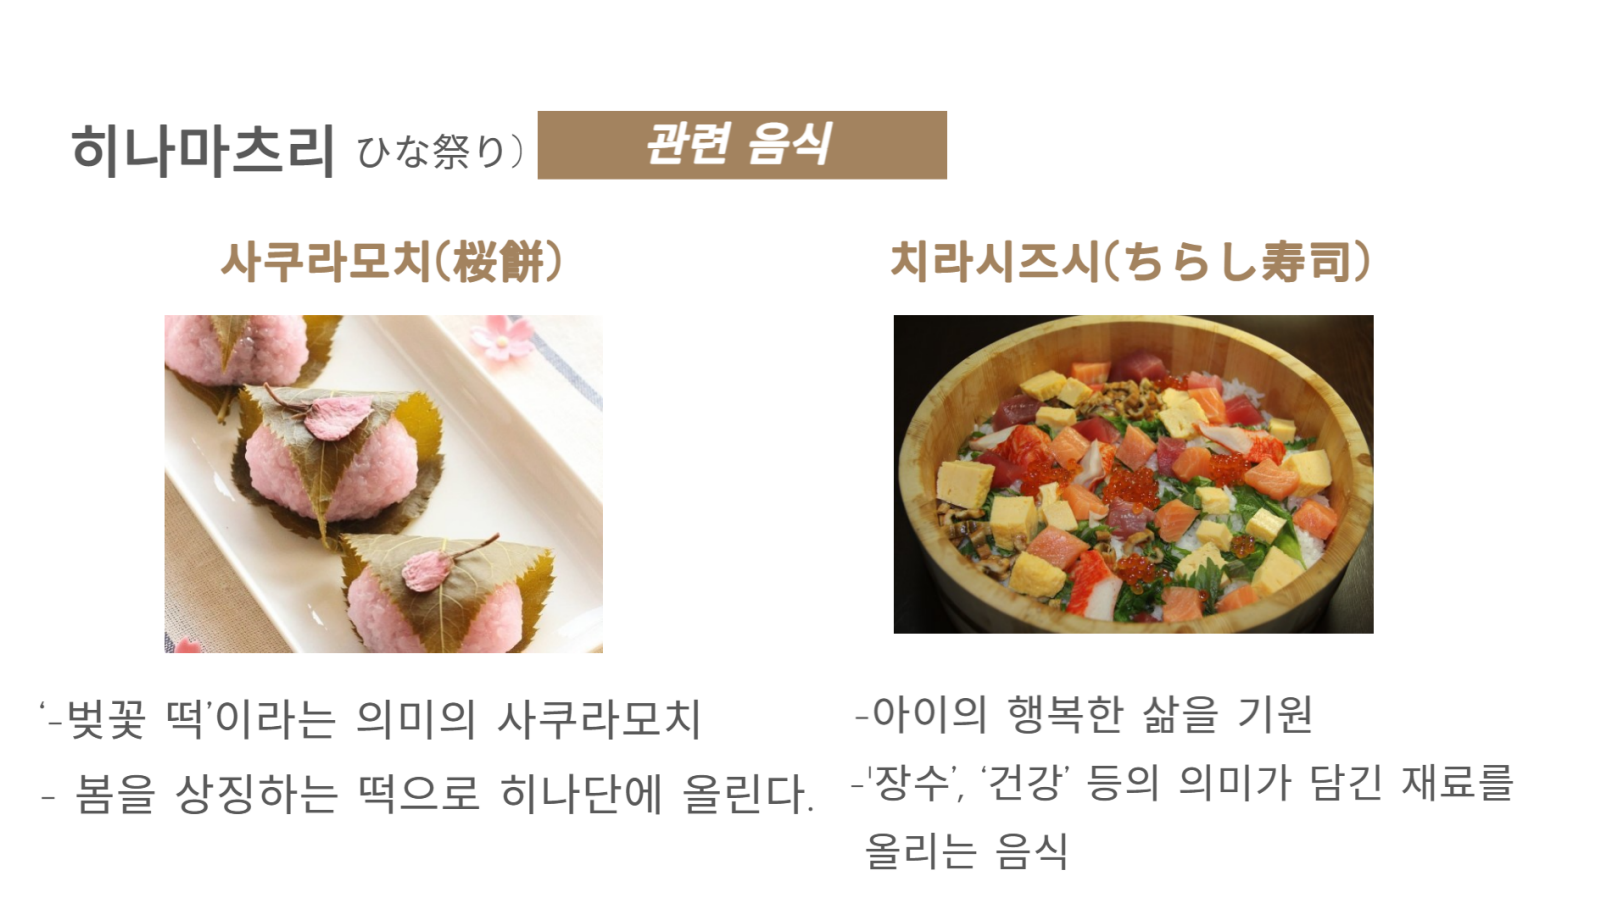 히나마츠리 ひな祭り) 관련 음식
사쿠라모치(桜餅)
‘-벚꽃 떡’이라는 의미의 사쿠라모치
- 봄을 상징하는 떡으로 히나단에 올린다.
치라시즈시(ちらし寿司)
-아이의 행복한 삶을 기원
-'장수’, ‘건강’ 등의 의미가 담긴 재료를
올리는 음식